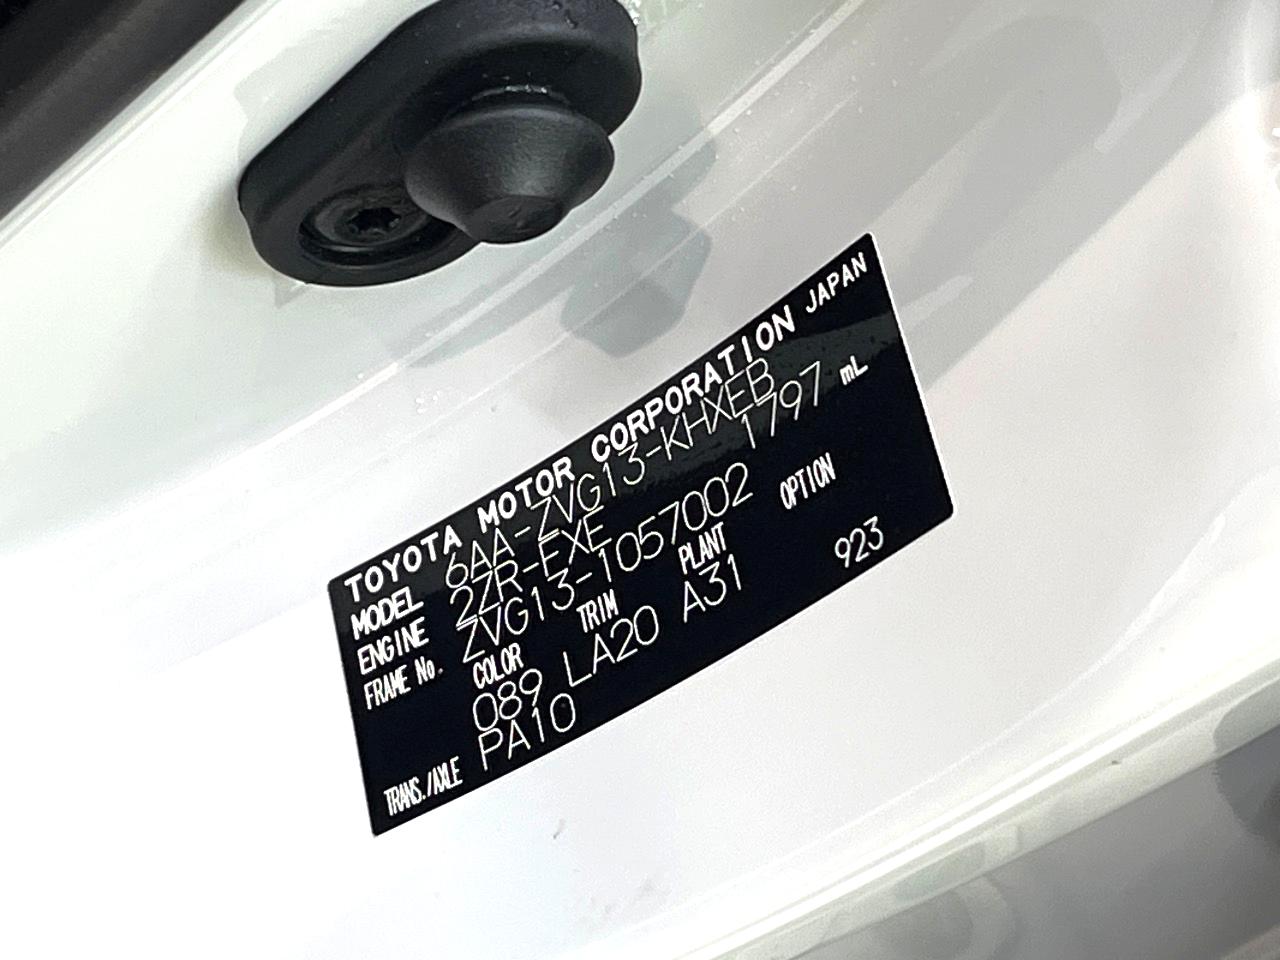 TOYOTA MOTOR CORPORATION JAPAN
MODEL 6AA-ZVG13-KHXEB
ENGINE 2ZR-FXE 1797 mL
FRAME No. ZVG13-1057002
COLOR TRIM PLANT OPTION
089 LA20 A31 923
TRANS./AXLE PA10